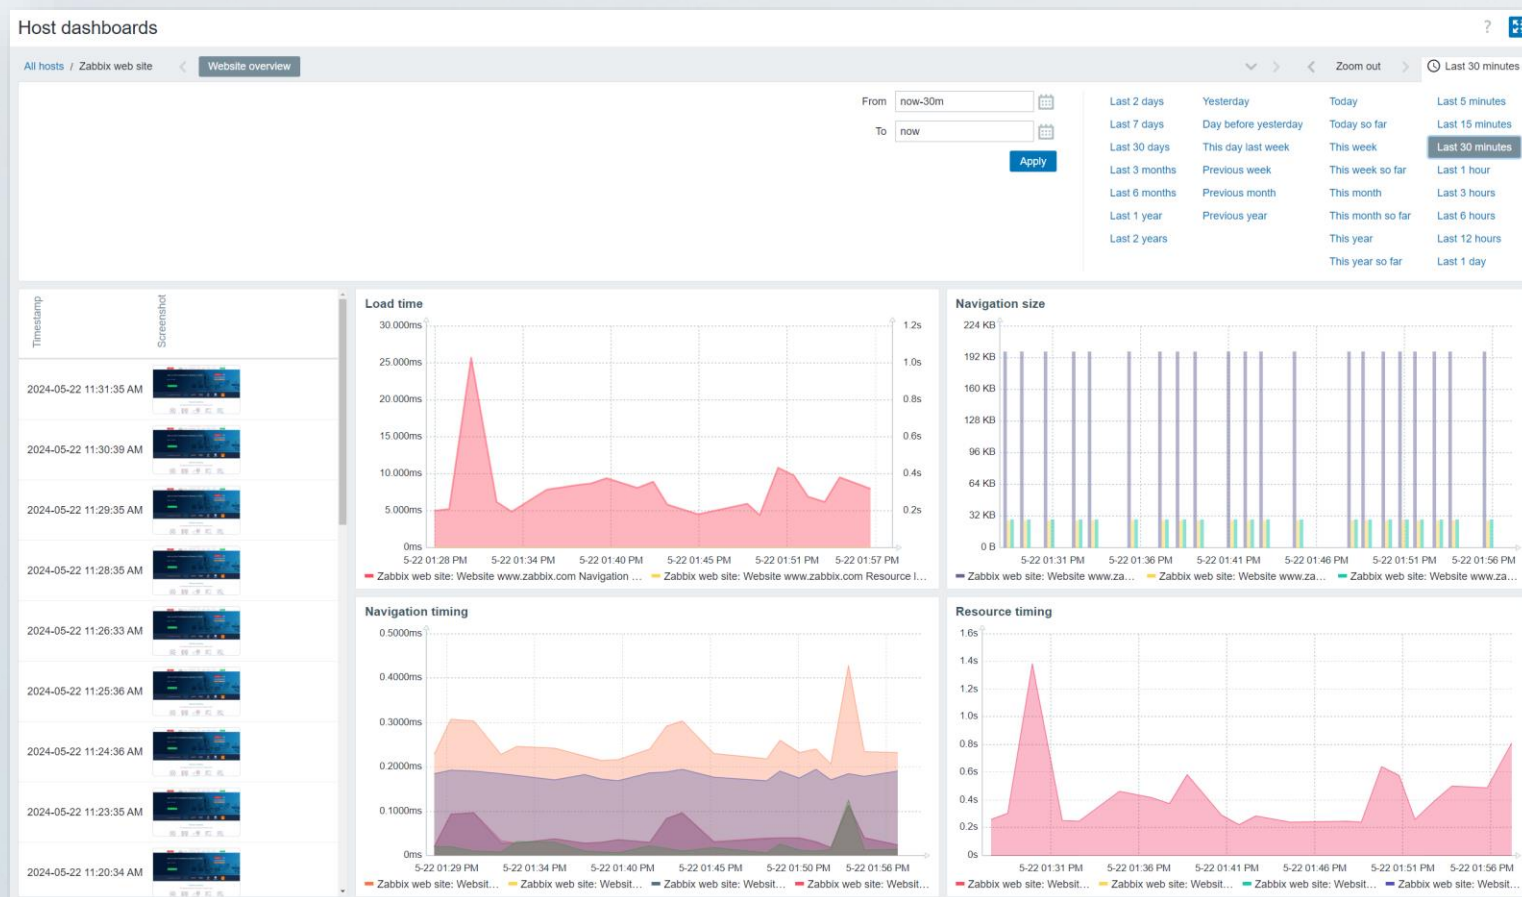 Host dashboards
?
All hosts / Zabbix web site
Website overview
Zoom out
Last 30 minutes
From now-30m
To now
Apply
Last 2 days Yesterday Today Last 5 minutes
Last 7 days Day before yesterday Today so far Last 15 minutes
Last 30 days This day last week This week Last 30 minutes
Last 3 months Previous week This week so far Last 1 hour
Last 6 months Previous month This month Last 3 hours
Last 1 year Previous year This month so far Last 6 hours
Last 2 years This year Last 12 hours
This year so far Last 1 day
Timestamp
Screenshot
2024-05-22 11:31:35 AM
2024-05-22 11:30:39 AM
2024-05-22 11:29:35 AM
2024-05-22 11:28:35 AM
2024-05-22 11:26:33 AM
2024-05-22 11:25:36 AM
2024-05-22 11:24:36 AM
2024-05-22 11:23:35 AM
2024-05-22 11:20:34 AM
Load time
30.000ms 1.2s
25.000ms 1.0s
20.000ms 0.8s
15.000ms 0.6s
10.000ms 0.4s
5.000ms 0.2s
0ms
5-22 01:28 PM 5-22 01:34 PM 5-22 01:40 PM 5-22 01:45 PM 5-22 01:51 PM 5-22 01:57 PM
Zabbix web site: Website www.zabbix.com Navigation ... Zabbix web site: Website www.zabbix.com Resource l...
Navigation size
224 KB
192 KB
160 KB
128 KB
96 KB
64 KB
32 KB
0 B
5-22 01:31 PM 5-22 01:36 PM 5-22 01:41 PM 5-22 01:46 PM 5-22 01:51 PM 5-22 01:56 PM
Zabbix web site: Website www.za... Zabbix web site: Website www.za... Zabbix web site: Website www.za...
Navigation timing
0.5000ms
0.4000ms
0.3000ms
0.2000ms
0.1000ms
0ms
5-22 01:29 PM 5-22 01:34 PM 5-22 01:40 PM 5-22 01:45 PM 5-22 01:50 PM 5-22 01:56 PM
Zabbix web site: Websit... Zabbix web site: Websit... Zabbix web site: Websit... Zabbix web site: Websit...
Resource timing
1.6s
1.4s
1.2s
1.0s
0.8s
0.6s
0.4s
0.2s
0s
5-22 01:31 PM 5-22 01:36 PM 5-22 01:41 PM 5-22 01:46 PM 5-22 01:51 PM 5-22 01:56 PM
Zabbix web site: Websit... Zabbix web site: Websit... Zabbix web site: Websit... Zabbix web site: Websit...